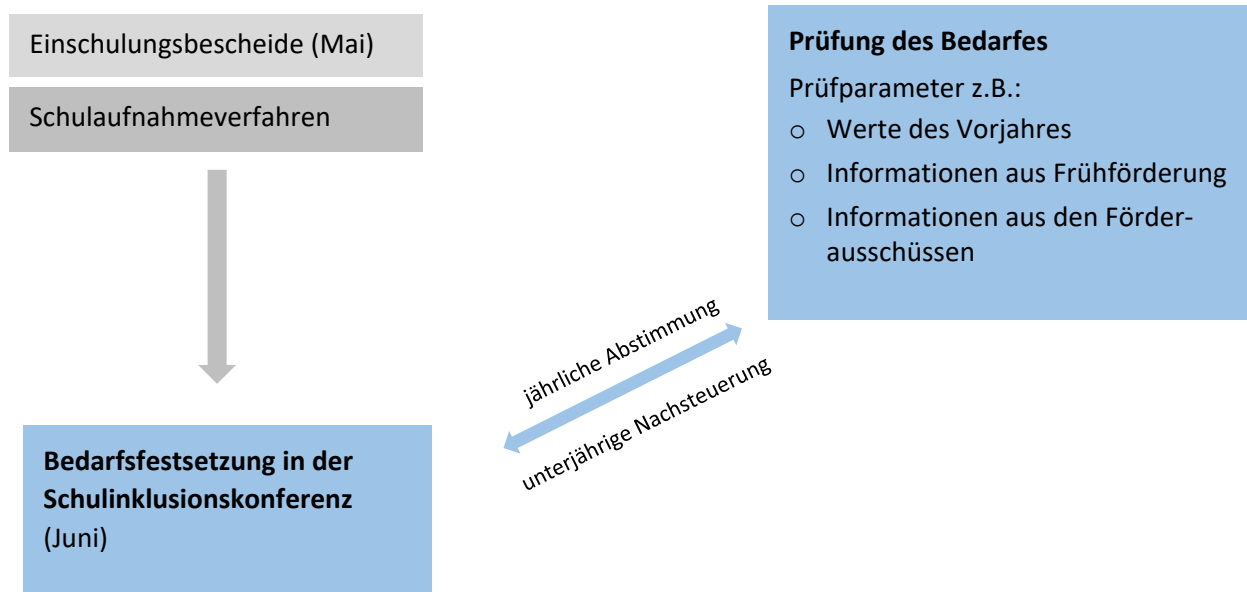 Einschulungsbescheide (Mai)
Schulaufnahmeverfahren
Prüfung des Bedarfes
Prüfparameter z.B.:
o Werte des Vorjahres
o Informationen aus Frühförderung
o Informationen aus den Förder-
ausschüssen
jährliche Abstimmung
unterjährige Nachsteuerung
Bedarfsfestsetzung in der
Schulinklusionskonferenz
(Juni)